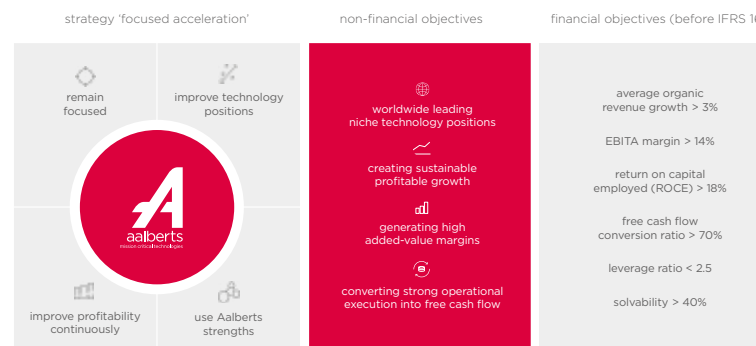 strategy ‘focused acceleration’
non-financial objectives
financial objectives (before IFRS 16
remain
focused
improve technology
positions
aalberts
mission critical technologies
improve profitability
continuously
use Aalberts
strengths
worldwide leading
niche technology positions
creating sustainable
profitable growth
generating high
added-value margins
converting strong operational
execution into free cash flow
average organic
revenue growth > 3%
EBITA margin > 14%
return on capital
employed (ROCE) > 18%
free cash flow
conversion ratio > 70%
leverage ratio < 2.5
solvability > 40%